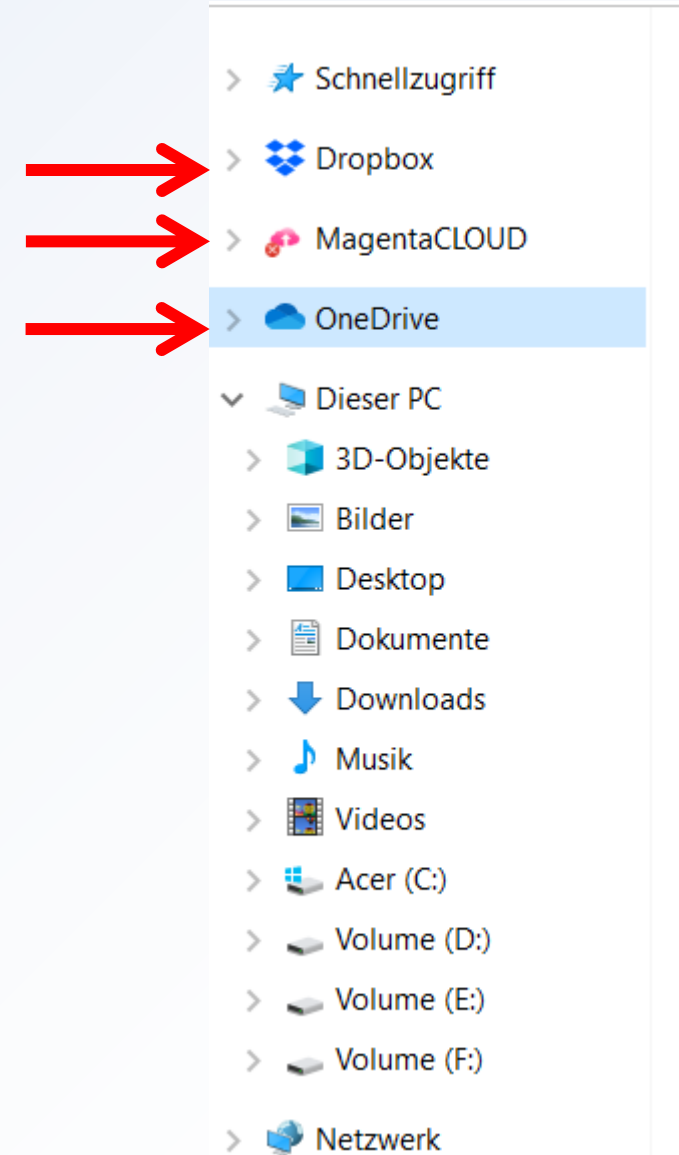 Schnellzugriff
Dropbox
MagentaCLOUD
OneDrive
Dieser PC
3D-Objekte
Bilder
Desktop
Dokumente
Downloads
Musik
Videos
Acer (C:)
Volume (D:)
Volume (E:)
Volume (F:)
Netzwerk